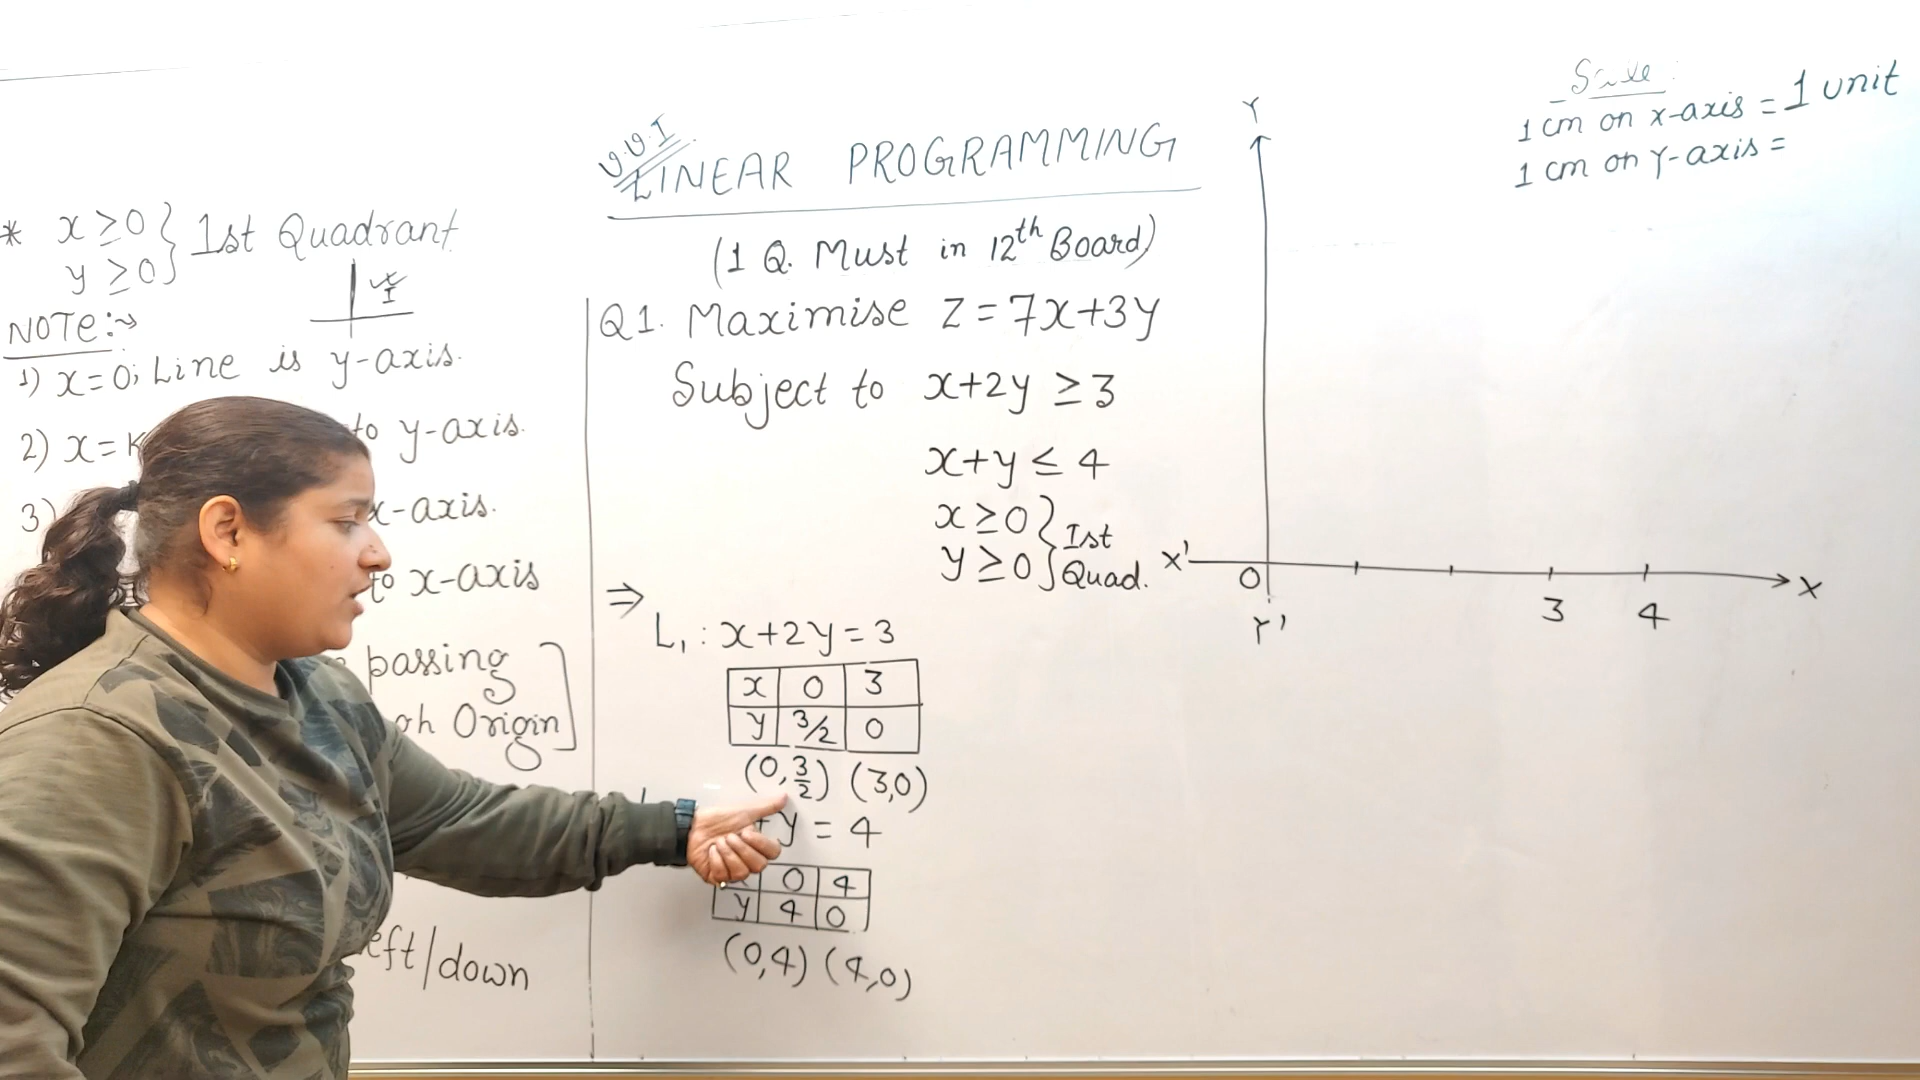 * x ≥ 0 } 1st Quadrant
y ≥ 0
I
NOTE:
1) x = 0; Line is y-axis.
2) x = K to y-axis.
3) x-axis.
to x-axis
passing
Origin
left/down
V.V.I
LINEAR PROGRAMMING
(1 Q. Must in 12th Board)
Q1. Maximise Z = 7x+3y
Subject to x+2y ≥ 3
x+y ≤ 4
x ≥ 0 } Ist
y ≥ 0 } Quad.
⇒
L₁ : x+2y = 3
x 0 3
y 3/2 0
(0, 3/2) (3,0)
+y = 4
0 4
y 4 0
(0,4) (4,0)
Scale:
1 cm on x-axis = 1 unit
1 cm on Y-axis =
Y
X' O 3 4 X
Y'